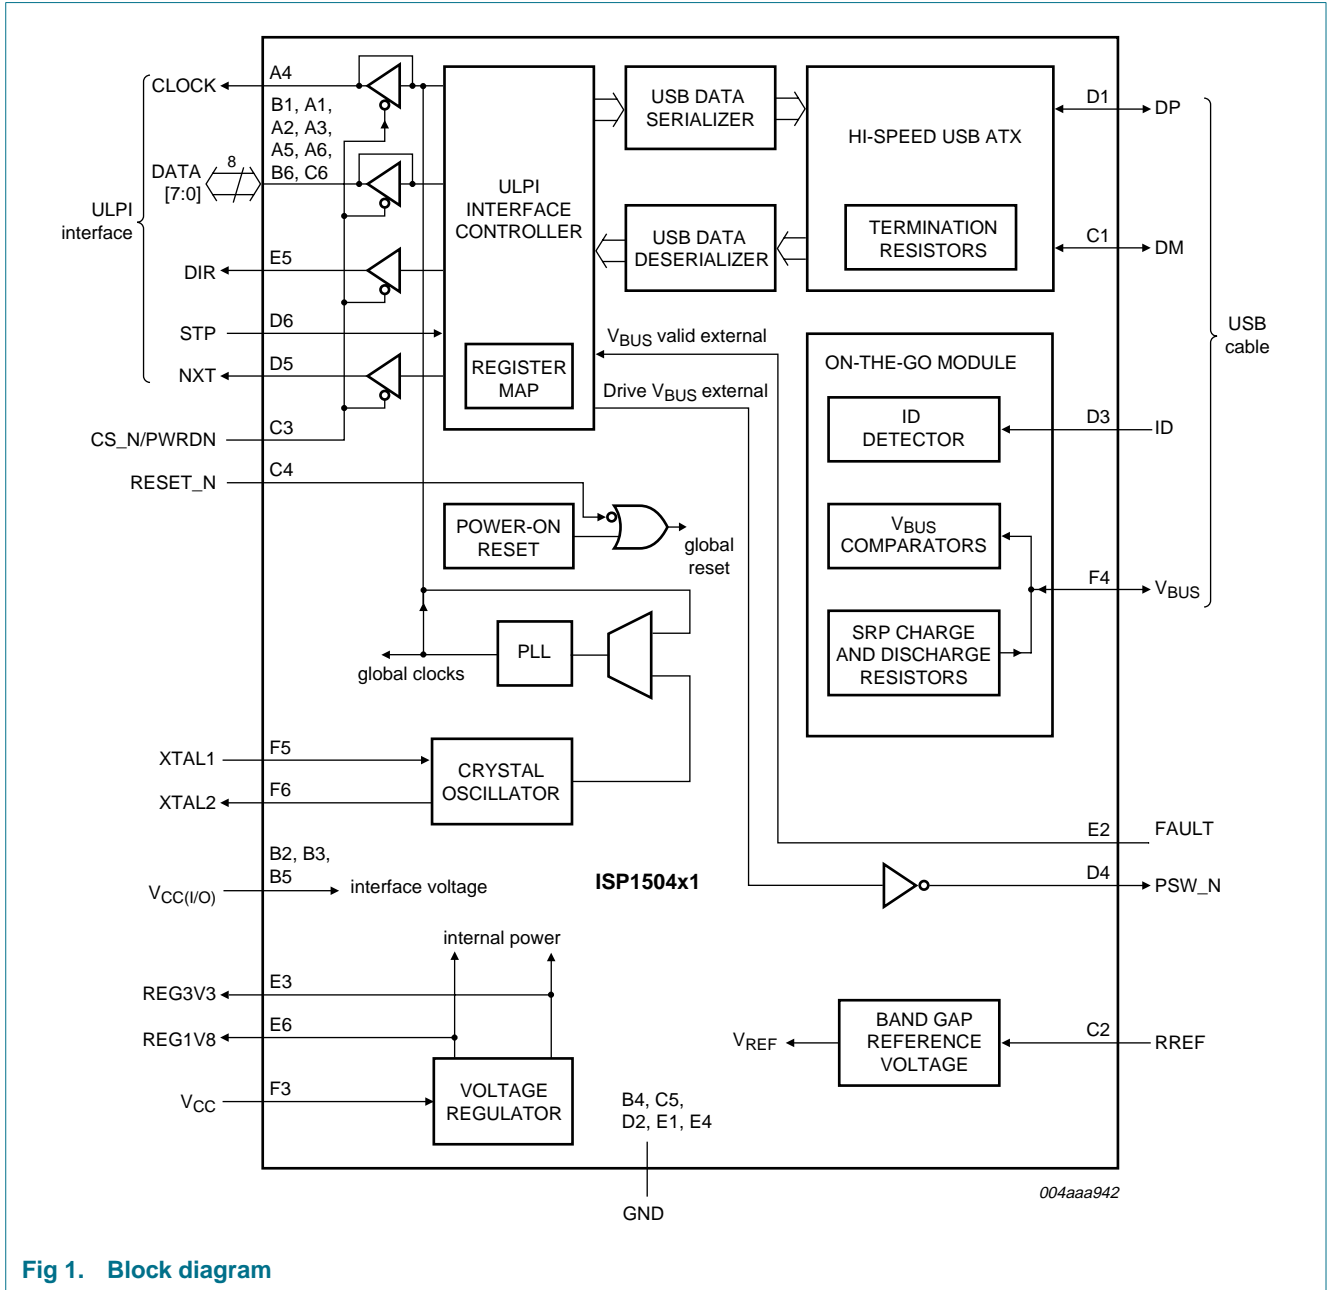 CLOCK
A4
B1, A1,
A2, A3,
A5, A6,
B6, C6
DATA
[7:0]
8
ULPI
interface
DIR
E5
STP
D6
NXT
D5
CS_N/PWRDN
C3
RESET_N
C4
ULPI
INTERFACE
CONTROLLER
REGISTER
MAP
USB DATA
SERIALIZER
USB DATA
DESERIALIZER
HI-SPEED USB ATX
TERMINATION
RESISTORS
D1
DP
C1
DM
USB
cable
VBUS valid external
Drive VBUS external
ON-THE-GO MODULE
ID
DETECTOR
D3
ID
VBUS
COMPARATORS
F4
VBUS
SRP CHARGE
AND DISCHARGE
RESISTORS
POWER-ON
RESET
global
reset
PLL
global clocks
XTAL1
F5
XTAL2
F6
CRYSTAL
OSCILLATOR
E2
FAULT
D4
PSW_N
B2, B3,
B5
VCC(I/O)
interface voltage
ISP1504x1
internal power
REG3V3
E3
REG1V8
E6
VCC
F3
VOLTAGE
REGULATOR
VREF
BAND GAP
REFERENCE
VOLTAGE
C2
RREF
B4, C5,
D2, E1, E4
GND
004aaa942
Fig 1. Block diagram